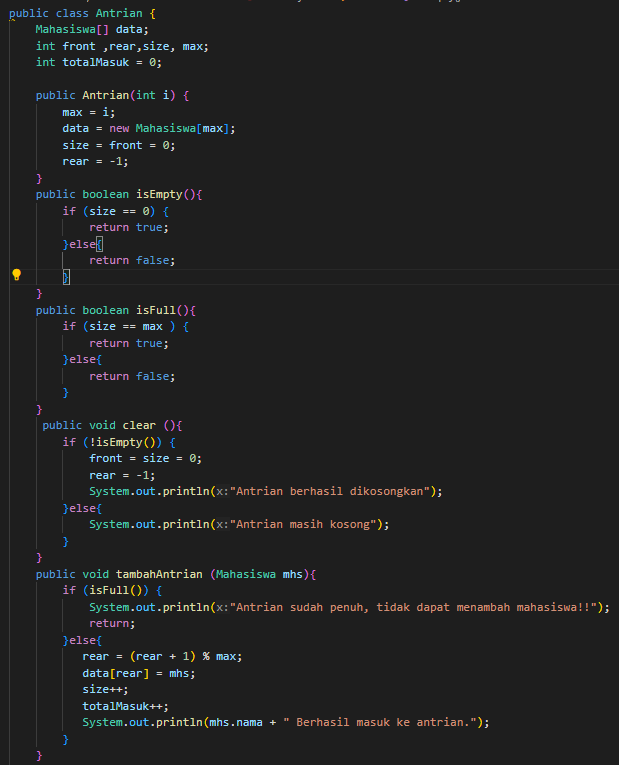 public class Antrian {
    Mahasiswa[] data;
    int front ,rear,size, max;
    int totalMasuk = 0;

    public Antrian(int i) {
        max = i;
        data = new Mahasiswa[max];
        size = front = 0;
        rear = -1;
    }
    public boolean isEmpty(){
        if (size == 0) {
            return true;
        }else{
            return false;
        }
    }
    public boolean isFull(){
        if (size == max ) {
            return true;
        }else{
            return false;
        }
    }
     public void clear (){
        if (!isEmpty()) {
            front = size = 0;
            rear = -1;
            System.out.println(x:"Antrian berhasil dikosongkan");
        }else{
            System.out.println(x:"Antrian masih kosong");
        }
    }
    public void tambahAntrian (Mahasiswa mhs){
        if (isFull()) {
            System.out.println(x:"Antrian sudah penuh, tidak dapat menambah mahasiswa!!");
            return;
        }else{
           rear = (rear + 1) % max;
           data[rear] = mhs;
           size++;
           totalMasuk++;
           System.out.println(mhs.nama + " Berhasil masuk ke antrian.");
        }
    }